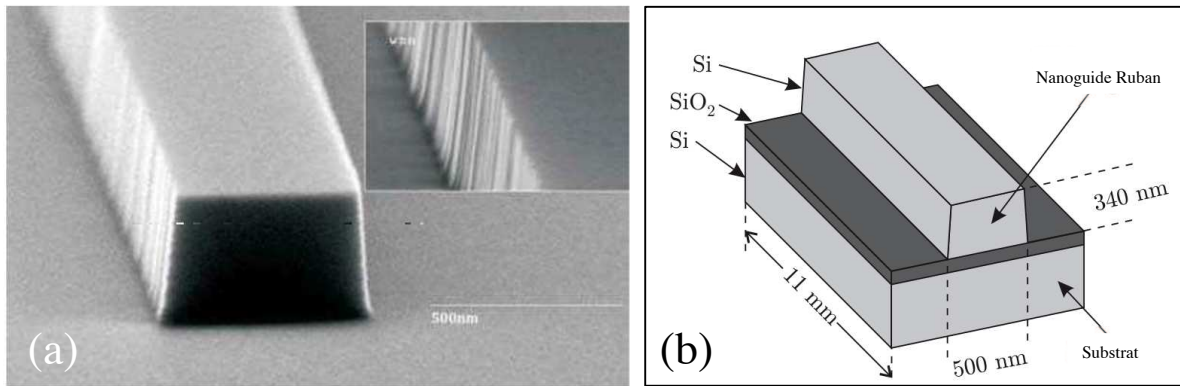 500nm
(a)
Si
SiO₂
Si
Nanoguide Ruban
340 nm
11 mm
500 nm
Substrat
(b)